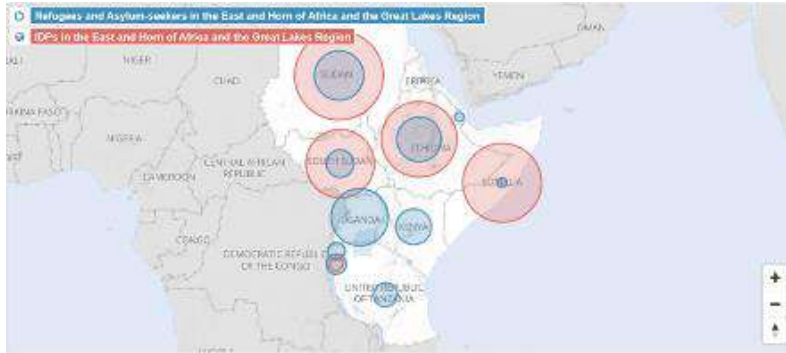 Refugees and Asylum-seekers in the East and Horn of Africa and the Great Lakes Region
IDPs in the East and Horn of Africa and the Great Lakes Region
OMAN
NIGER
CHAD
SUDAN
ERITREA
YEMEN
BURKINA FASO
NIGERIA
ETHIOPIA
CENTRAL AFRICAN
REPUBLIC
SOUTH SUDAN
CAMEROON
SOMALIA
UGANDA
KENYA
CONGO
DEMOCRATIC REPUBLIC
OF THE CONGO
UNITED REPUBLIC
OF TANZANIA
+
−